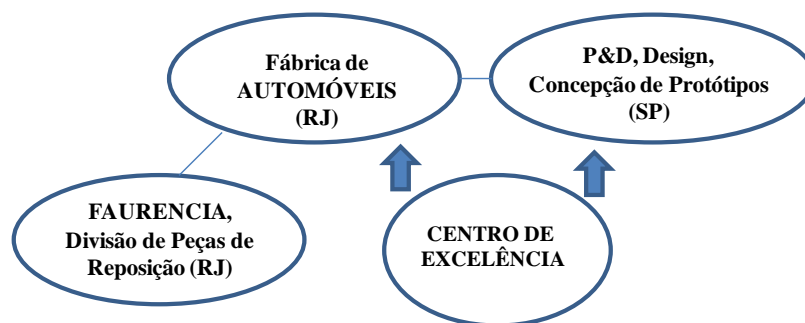 Fábrica de
AUTOMÓVEIS
(RJ)
P&D, Design,
Concepção de Protótipos
(SP)
FAURENCIA,
Divisão de Peças de
Reposição (RJ)
CENTRO DE
EXCELÊNCIA